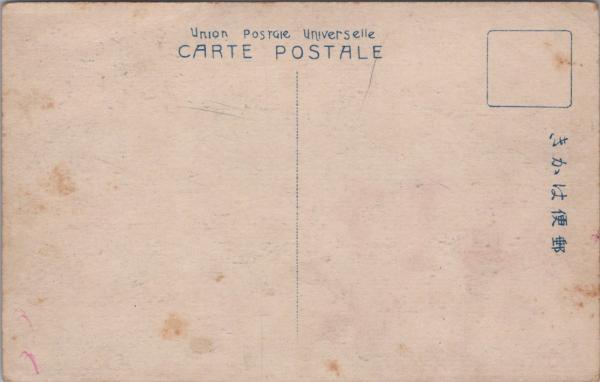 Union Postale Universelle
CARTE POSTALE
きかは便郵